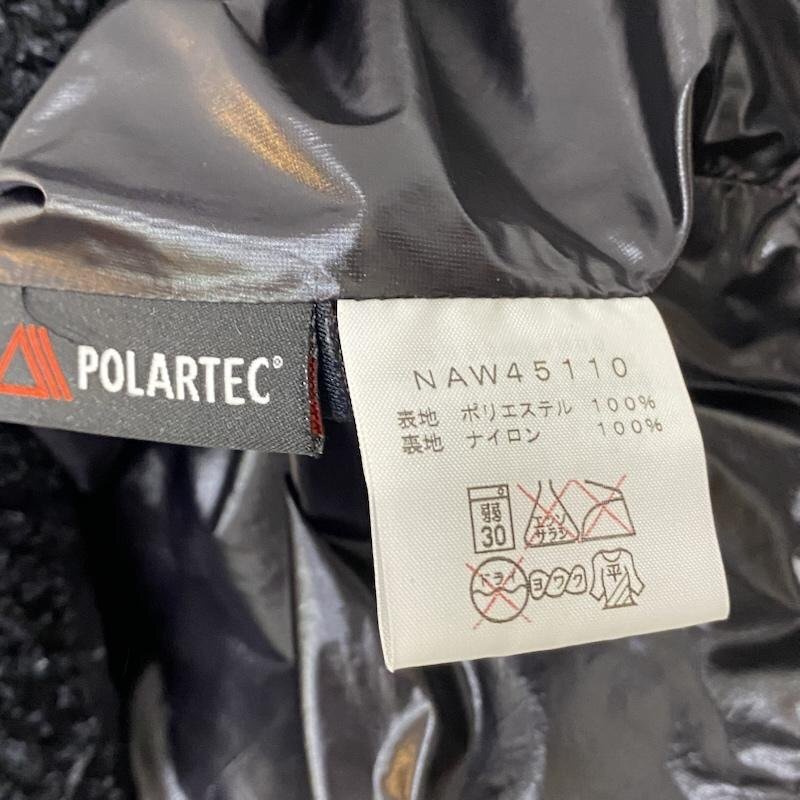 POLARTEC®
NAW45110
表地 ポリエステル 100%
裏地 ナイロン 100%
弱
30
エンソ
サラシ
ドライ
ヨワク
平